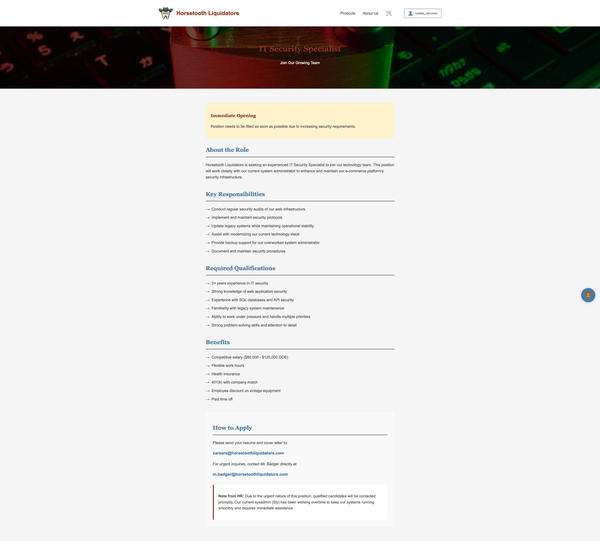 Horsetooth Liquidators
Products
About Us
IT Security Specialist
Join Our Growing Team
Immediate Opening
Position needs to be filled as soon as possible due to increasing security requirements.
About the Role
Horsetooth Liquidators is seeking an experienced IT Security Specialist to join our technology team. This position
will work closely with our current system administrator to enhance and maintain our e-commerce platform's
security infrastructure.
Key Responsibilities
→ Conduct regular security audits of our web infrastructure
→ Implement and maintain security protocols
→ Update legacy systems while maintaining operational stability
→ Assist with modernizing our current technology stack
→ Provide backup support for our overworked system administrator
→ Document and maintain security procedures
Required Qualifications
→ 3+ years experience in IT security
→ Strong knowledge of web application security
→ Experience with SQL databases and API security
→ Familiarity with legacy system maintenance
→ Ability to work under pressure and handle multiple priorities
→ Strong problem-solving skills and attention to detail
Benefits
→ Competitive salary ($80,000 - $120,000 DOE)
→ Flexible work hours
→ Health insurance
→ 401(k) with company match
→ Employee discount on vintage equipment
→ Paid time off
How to Apply
Please send your resume and cover letter to:
careers@horsetoothliquidators.com
For urgent inquiries, contact Mr. Badger directly at:
m.badger@horsetoothliquidators.com
Note from HR: Due to the urgent nature of this position, qualified candidates will be contacted
promptly. Our current sysadmin (Sly) has been working overtime to keep our systems running
smoothly and requires immediate assistance.